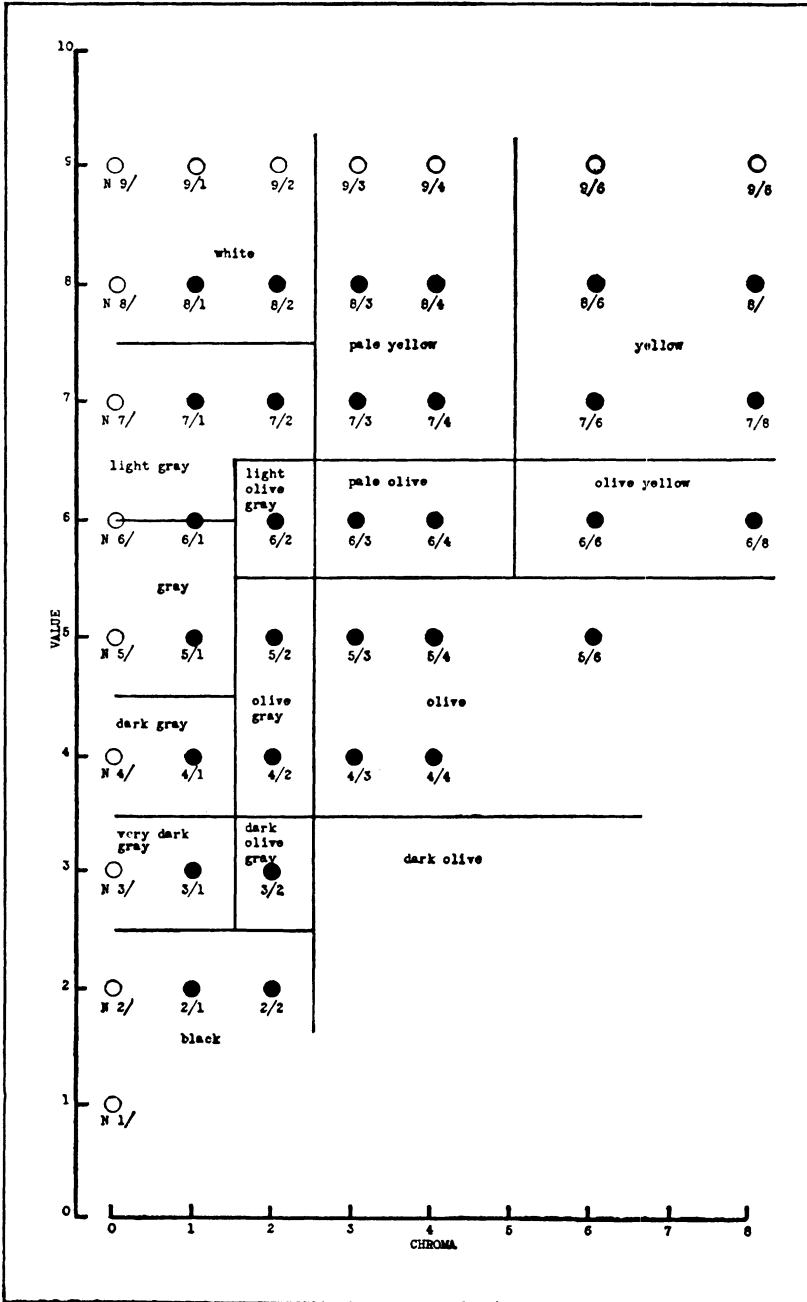 10
9
N 9/ 9/1 9/2 9/3 9/4 9/6 9/8
white
8
N 8/ 8/1 8/2 8/3 8/4 8/6 8/
pale yellow yellow
7
N 7/ 7/1 7/2 7/3 7/4 7/6 7/8
light gray
light
olive
gray
pale olive
olive yellow
6
N 6/ 6/1 6/2 6/3 6/4 6/6 6/8
gray
VALUE
5
N 5/ 5/1 5/2 5/3 5/4 5/6
dark gray
olive
gray
olive
4
N 4/ 4/1 4/2 4/3 4/4
very dark
gray
dark
olive
gray
dark olive
3
N 3/ 3/1 3/2
2
N 2/ 2/1 2/2
black
1
N 1/
0
0 1 2 3 4 5 6 7 8
CHROMA